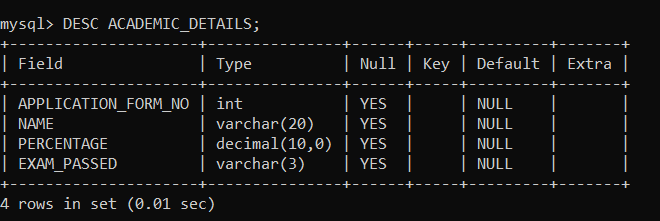 mysql> DESC ACADEMIC_DETAILS;
+---------------------+---------------+------+-----+---------+-------+
| Field               | Type          | Null | Key | Default | Extra |
+---------------------+---------------+------+-----+---------+-------+
| APPLICATION_FORM_NO | int           | YES  |     | NULL    |       |
| NAME                | varchar(20)   | YES  |     | NULL    |       |
| PERCENTAGE          | decimal(10,0) | YES  |     | NULL    |       |
| EXAM_PASSED         | varchar(3)    | YES  |     | NULL    |       |
+---------------------+---------------+------+-----+---------+-------+
4 rows in set (0.01 sec)